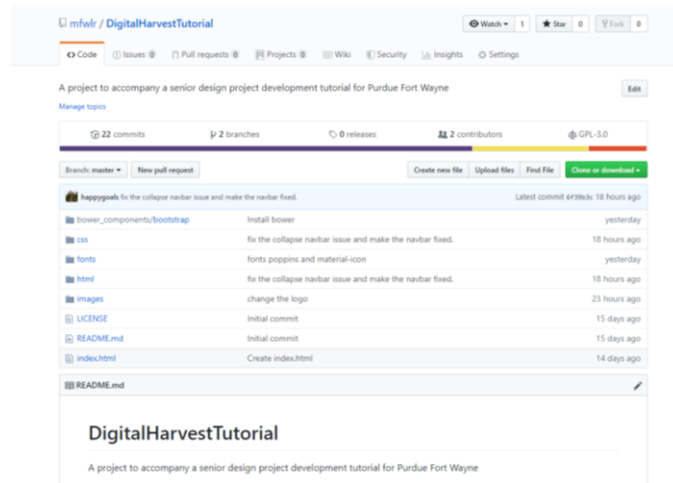 mfwlr / DigitalHarvestTutorial Watch 1 Star 0 Fork 0
Code Issues 0 Pull requests 0 Projects 0 Wiki Security Insights Settings
A project to accompany a senior design project development tutorial for Purdue Fort Wayne Edit
Manage topics
22 commits 2 branches 0 releases 2 contributors GPL-3.0
Branch: master New pull request Create new file Upload files Find File Clone or download
happygoals fix the collapse navbar issue and make the navbar fixed. Latest commit 18 hours ago
bower_components/bootstrap Install bower yesterday
css fix the collapse navbar issue and make the navbar fixed. 18 hours ago
fonts fonts poppins and material-icon yesterday
html fix the collapse navbar issue and make the navbar fixed. 18 hours ago
images change the logo 23 hours ago
LICENSE Initial commit 15 days ago
README.md Initial commit 15 days ago
index.html Create index.html 14 days ago
README.md
DigitalHarvestTutorial
A project to accompany a senior design project development tutorial for Purdue Fort Wayne